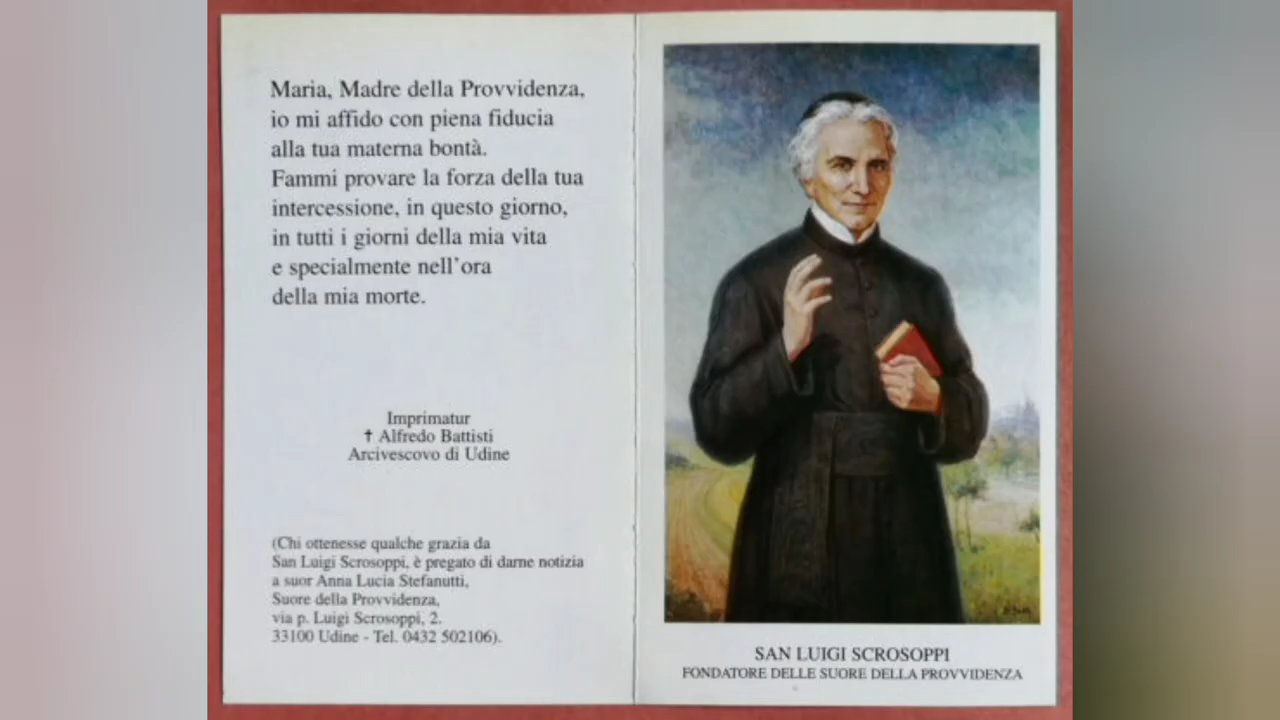 Maria, Madre della Provvidenza,
io mi affido con piena fiducia
alla tua materna bontà.
Fammi provare la forza della tua
intercessione, in questo giorno,
in tutti i giorni della mia vita
e specialmente nell'ora
della mia morte.
Imprimatur
✝ Alfredo Battisti
Arcivescovo di Udine
(Chi ottenesse qualche grazia da
San Luigi Scrosoppi, è pregato di darne notizia
a suor Anna Lucia Stefanutti,
Suore della Provvidenza,
via p. Luigi Scrosoppi, 2.
33100 Udine - Tel. 0432 502106).
SAN LUIGI SCROSOPPI
FONDATORE DELLE SUORE DELLA PROVVIDENZA